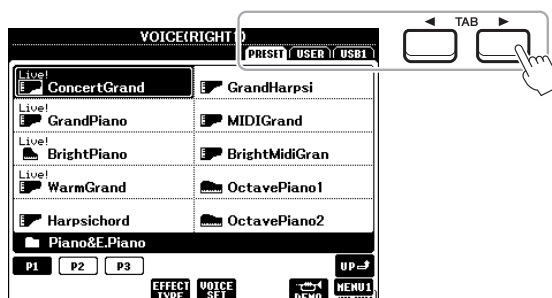 ◄ TAB ►
VOICE(RIGHT1)
PRESET USER USB1
Live!
ConcertGrand
GrandHarpsi
Live!
GrandPiano
MIDIGrand
Live!
BrightPiano
BrightMidiGran
Live!
WarmGrand
OctavePiano1
Harpsichord
OctavePiano2
Piano&E.Piano
P1 P2 P3
UP
EFFECT TYPE
VOICE SET
DEMO
MENU1